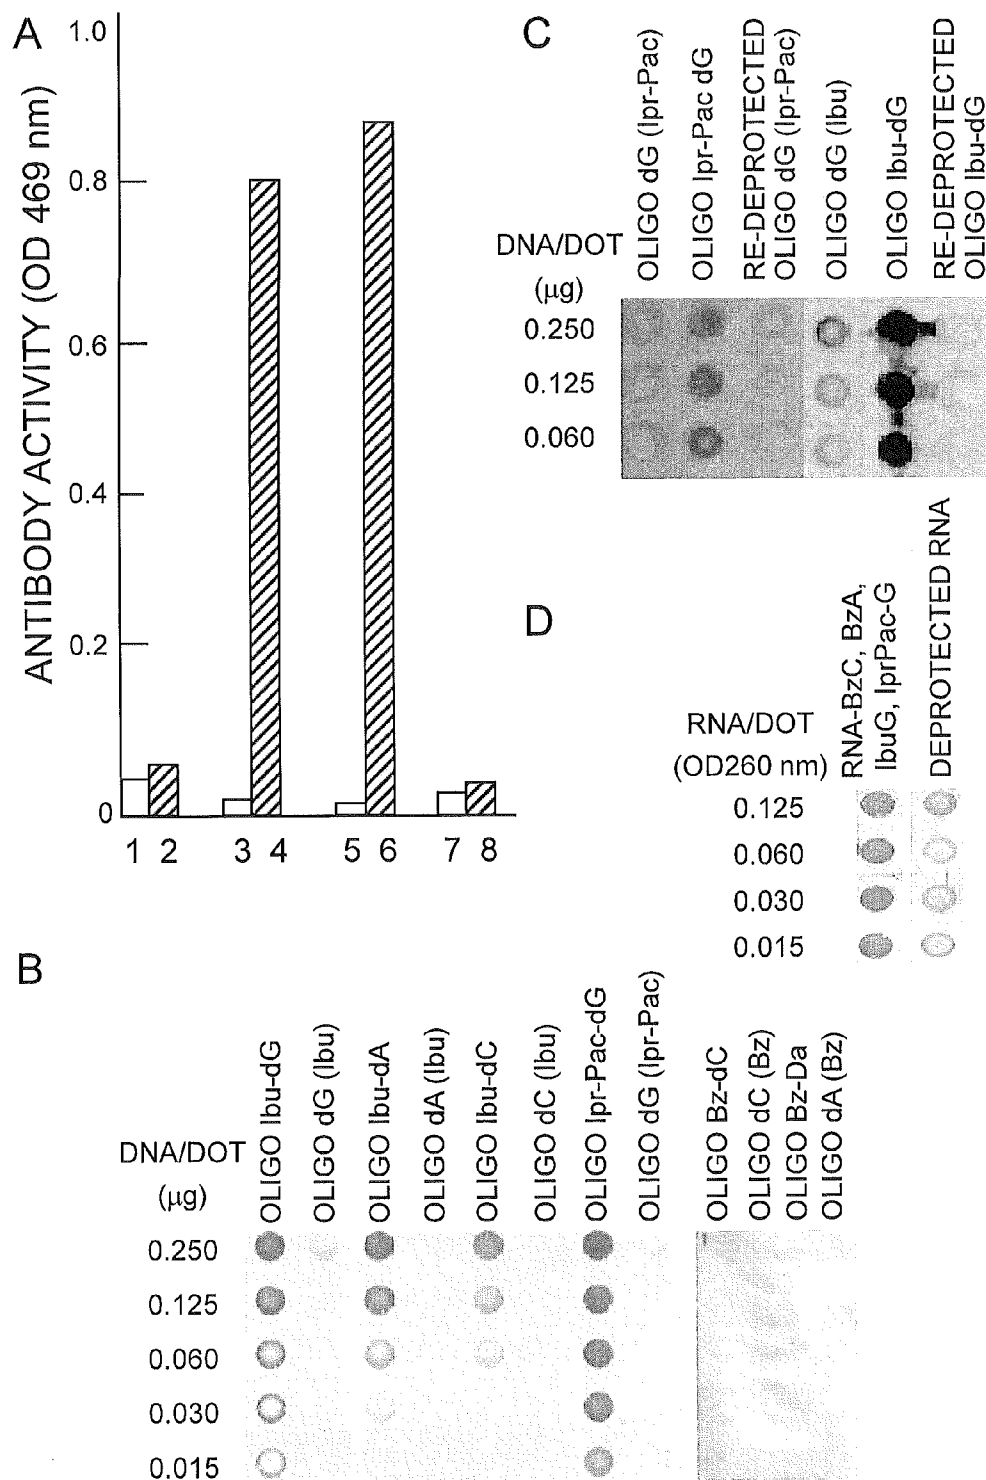 A
ANTIBODY ACTIVITY (OD 469 nm)
1.0
0.8
0.6
0.4
0.2
0
1 2 3 4 5 6 7 8
C
OLIGO dG (Ipr-Pac)
OLIGO Ipr-Pac dG
RE-DEPROTECTED
OLIGO dG (Ipr-Pac)
OLIGO dG (Ibu)
OLIGO Ibu-dG
RE-DEPROTECTED
OLIGO Ibu-dG
DNA/DOT
(µg)
0.250
0.125
0.060
D
RNA-BzC, BzA,
IbuG, IprPac-G
DEPROTECTED RNA
RNA/DOT
(OD260 nm)
0.125
0.060
0.030
0.015
B
OLIGO Ibu-dG
OLIGO dG (Ibu)
OLIGO Ibu-dA
OLIGO dA (Ibu)
OLIGO Ibu-dC
OLIGO dC (Ibu)
OLIGO Ipr-Pac-dG
OLIGO dG (Ipr-Pac)
OLIGO Bz-dC
OLIGO dC (Bz)
OLIGO Bz-Da
OLIGO dA (Bz)
DNA/DOT
(µg)
0.250
0.125
0.060
0.030
0.015